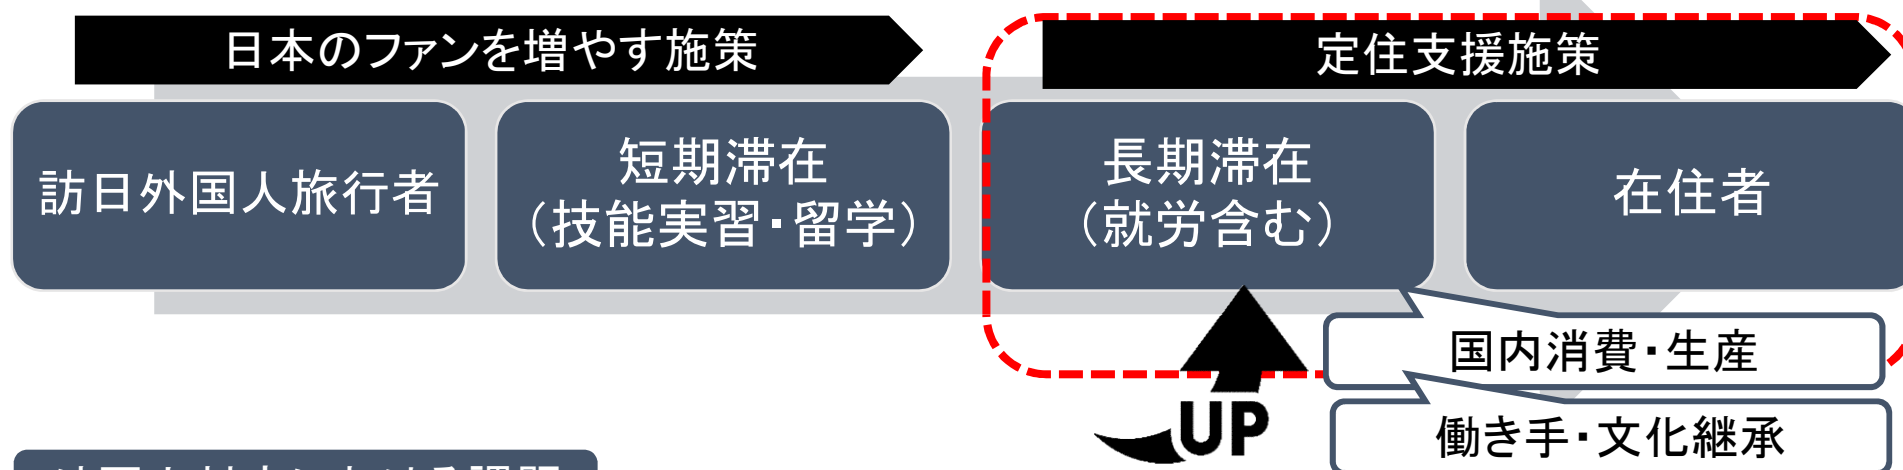 日本のファンを増やす施策
定住支援施策
訪日外国人旅行者
短期滞在
（技能実習・留学）
長期滞在
（就労含む）
在住者
国内消費・生産
UP
働き手・文化継承